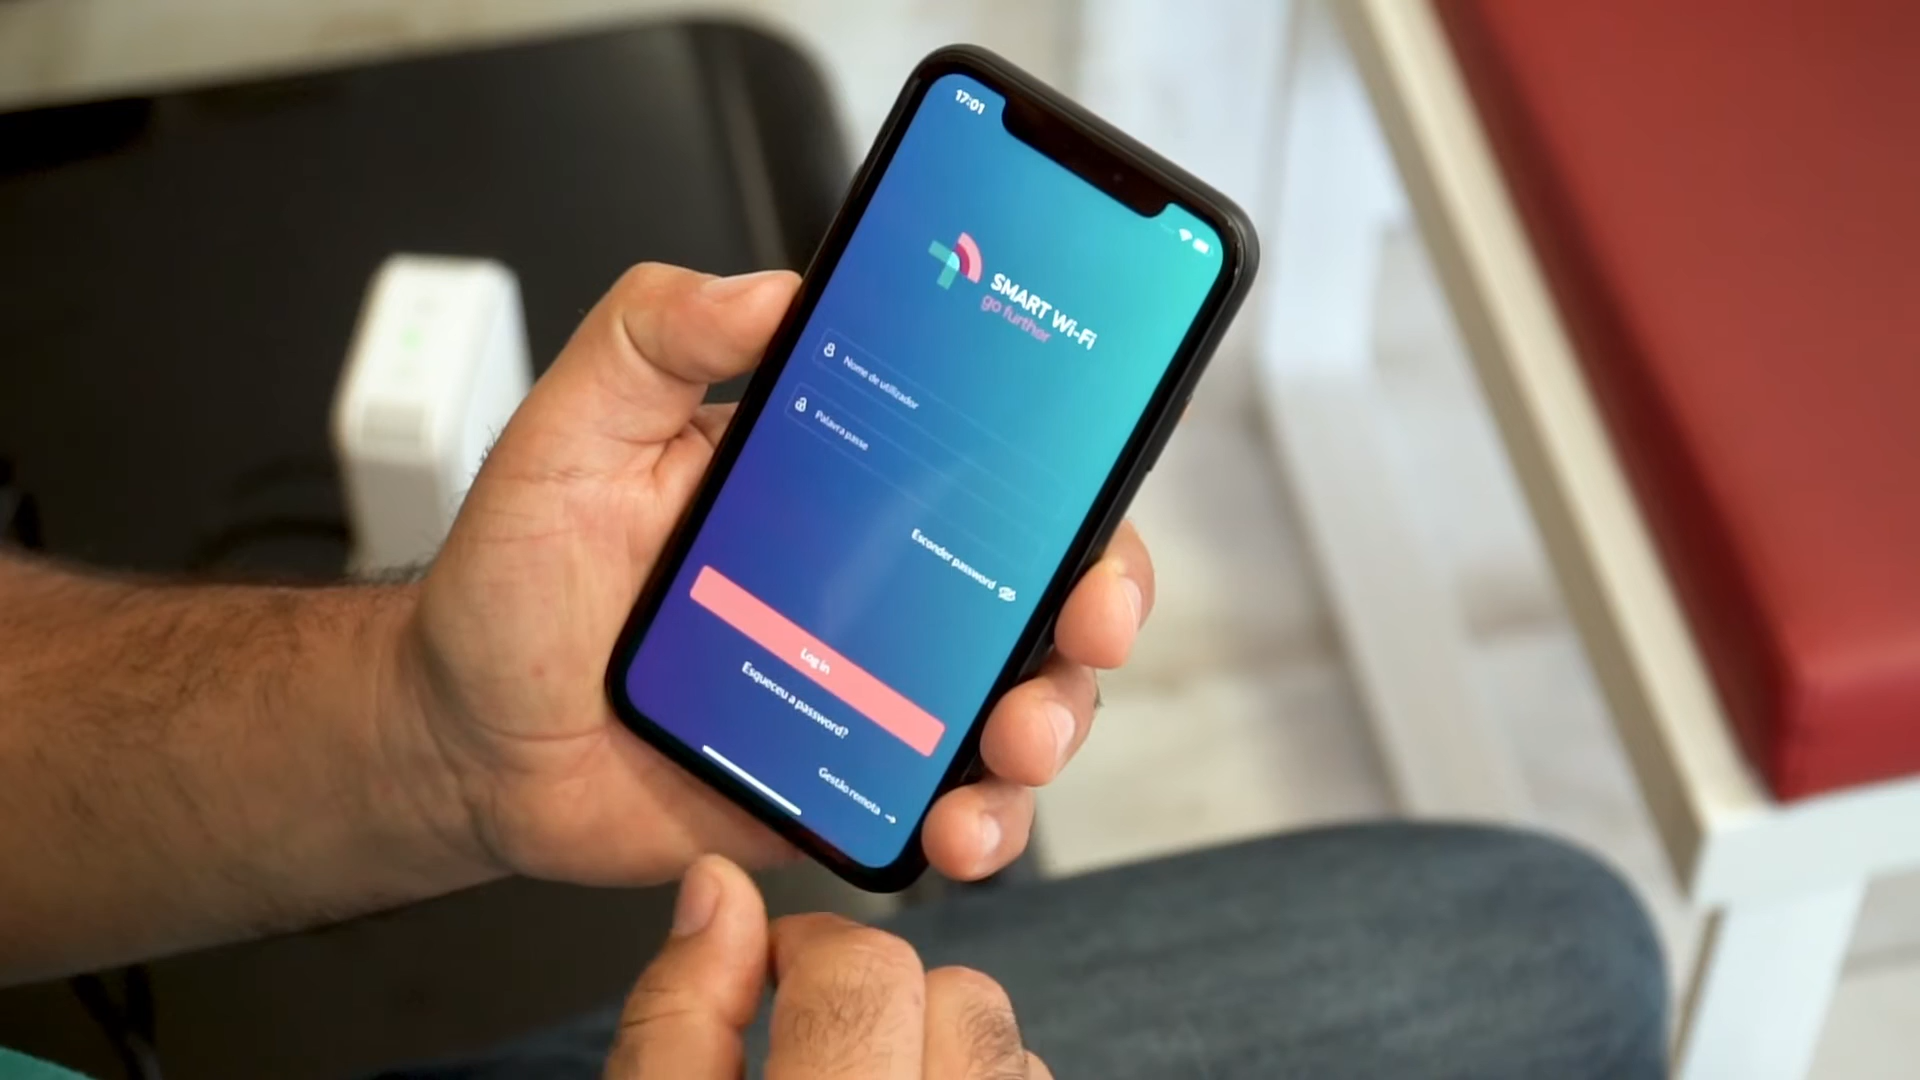 17:01
SMART Wi-Fi
go further
Nome de utilizador
Palavra passe
Esconder password
Log in
Esqueceu a password?
Gestão remota →